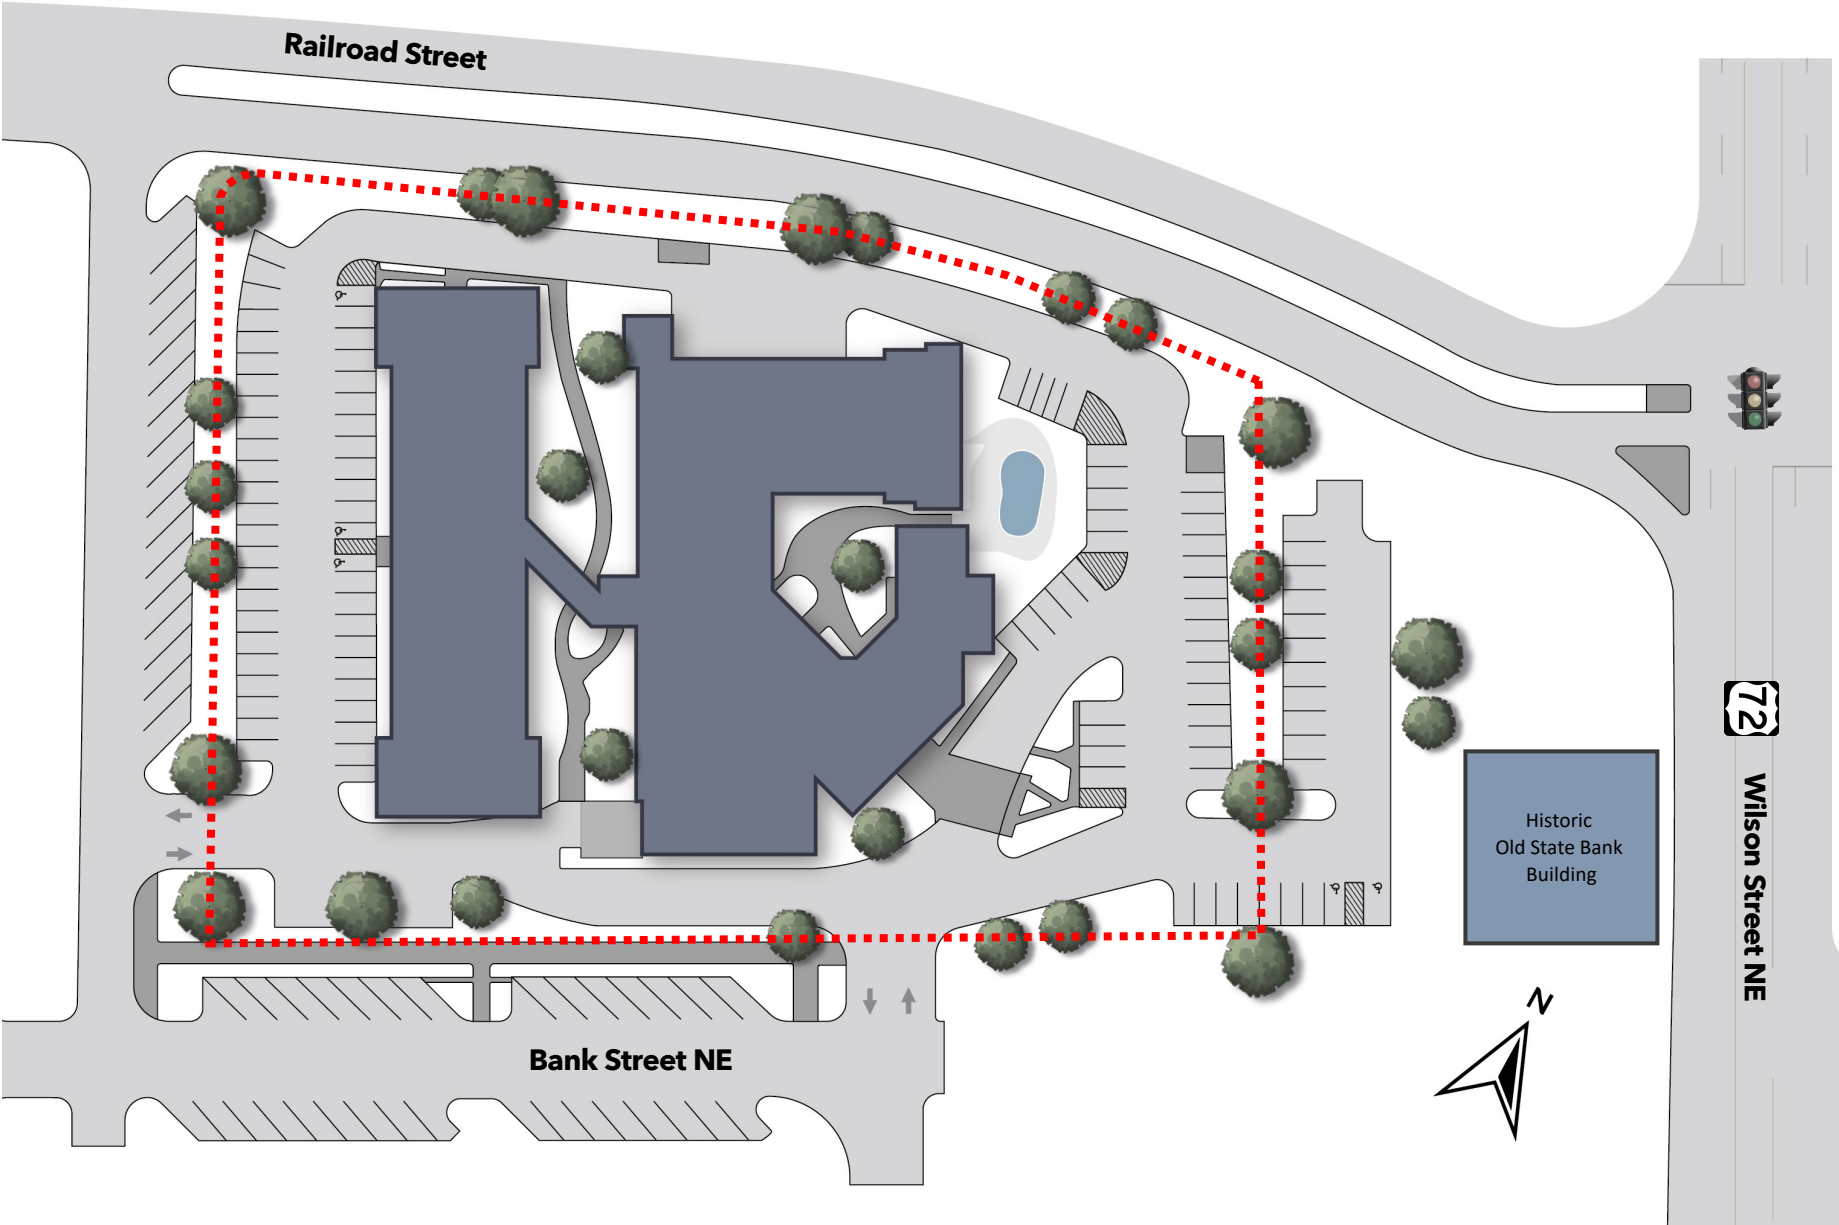 Railroad Street
72
Wilson Street NE
Historic
Old State Bank
Building
N
Bank Street NE